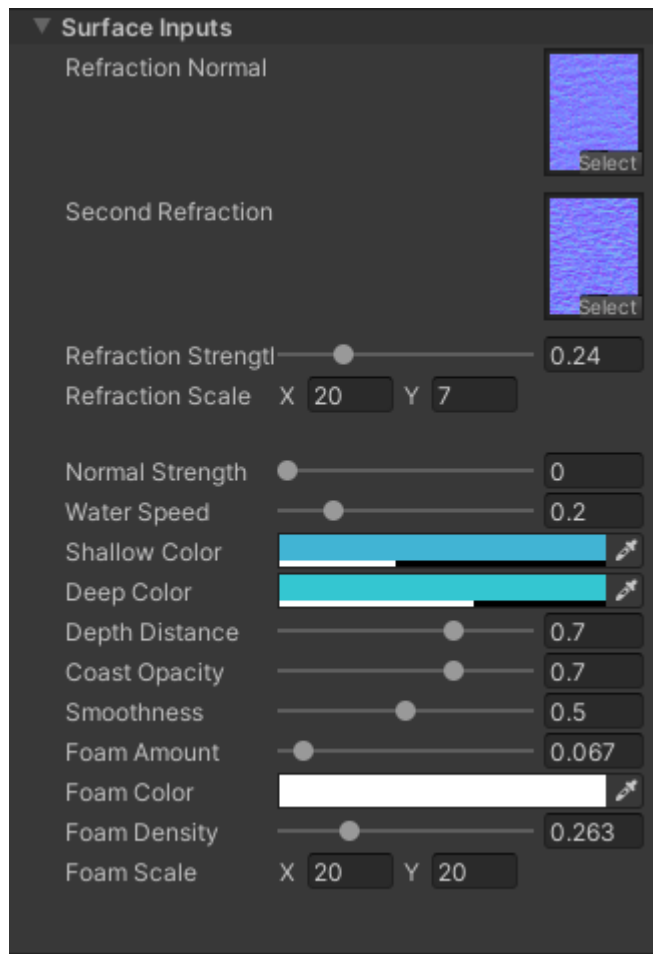 Surface Inputs
Refraction Normal
Select
Second Refraction
Select
Refraction Strengtl 0.24
Refraction Scale X 20 Y 7
Normal Strength 0
Water Speed 0.2
Shallow Color
Deep Color
Depth Distance 0.7
Coast Opacity 0.7
Smoothness 0.5
Foam Amount 0.067
Foam Color
Foam Density 0.263
Foam Scale X 20 Y 20